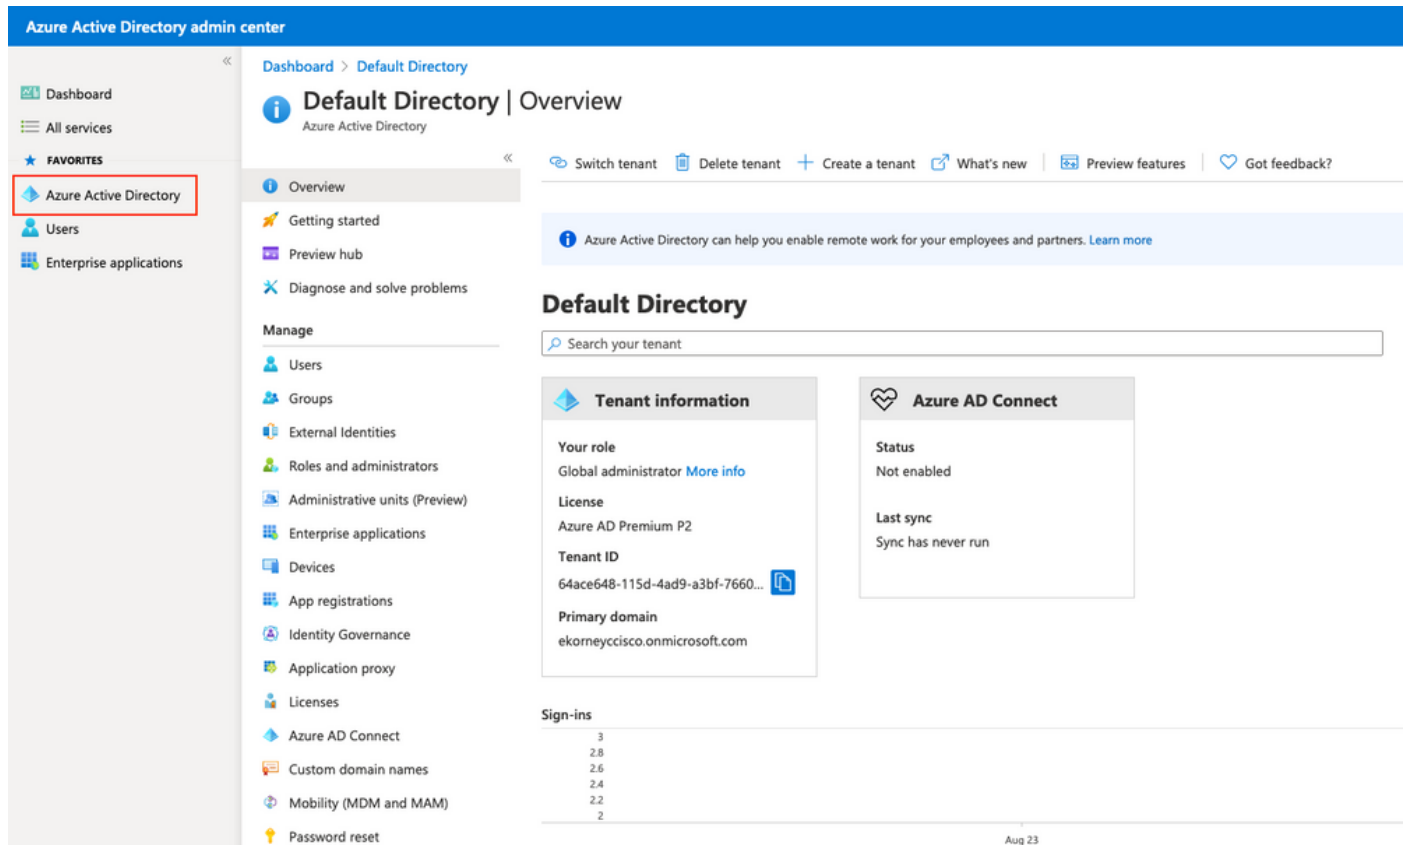 Azure Active Directory admin center
«
Dashboard
All services
FAVORITES
Azure Active Directory
Users
Enterprise applications
Dashboard > Default Directory
Default Directory | Overview
Azure Active Directory
«
Overview
Getting started
Preview hub
Diagnose and solve problems
Manage
Users
Groups
External Identities
Roles and administrators
Administrative units (Preview)
Enterprise applications
Devices
App registrations
Identity Governance
Application proxy
Licenses
Azure AD Connect
Custom domain names
Mobility (MDM and MAM)
Password reset
Switch tenant Delete tenant Create a tenant What's new Preview features Got feedback?
Azure Active Directory can help you enable remote work for your employees and partners. Learn more
Default Directory
Search your tenant
Tenant information
Your role
Global administrator More info
License
Azure AD Premium P2
Tenant ID
64ace648-115d-4ad9-a3bf-7660...
Primary domain
ekorneyccisco.onmicrosoft.com
Azure AD Connect
Status
Not enabled
Last sync
Sync has never run
Sign-ins
3
2.8
2.6
2.4
2.2
2
Aug 23